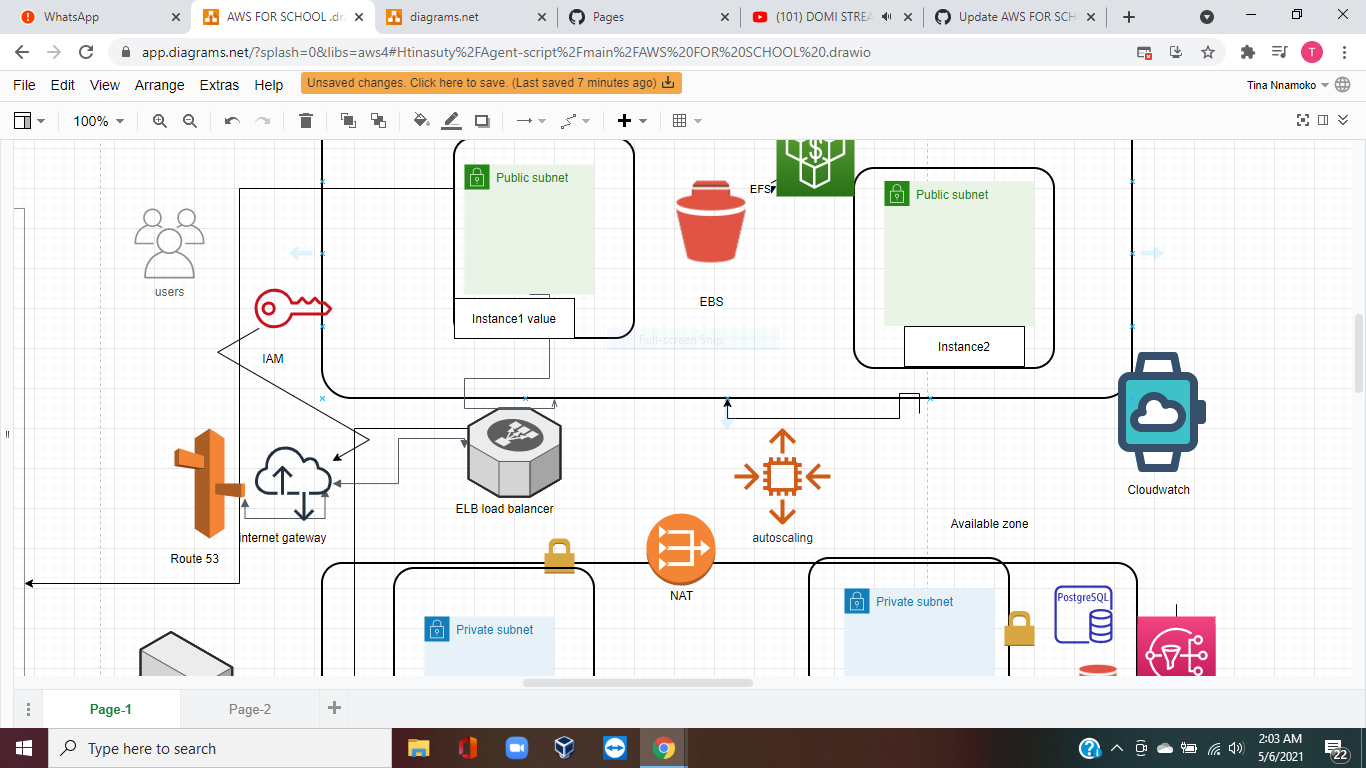 WhatsApp
AWS FOR SCHOOL .dr
diagrams.net
Pages
(101) DOMI STREA
Update AWS FOR SCH
app.diagrams.net/?splash=0&libs=aws4#Htinasuty%2FAgent-script%2Fmain%2FAWS%20FOR%20SCHOOL%20.drawio
T
File Edit View Arrange Extras Help
Unsaved changes. Click here to save. (Last saved 7 minutes ago)
Tina Nnamoko
100%
Public subnet
EFS
$
Public subnet
users
EBS
Instance1 value
Full-screen Snip
Instance2
IAM
Cloudwatch
ELB load balancer
Available zone
internet gateway
autoscaling
Route 53
NAT
PostgreSQL
Private subnet
Private subnet
Page-1
Page-2
Type here to search
2:03 AM
5/6/2021
22